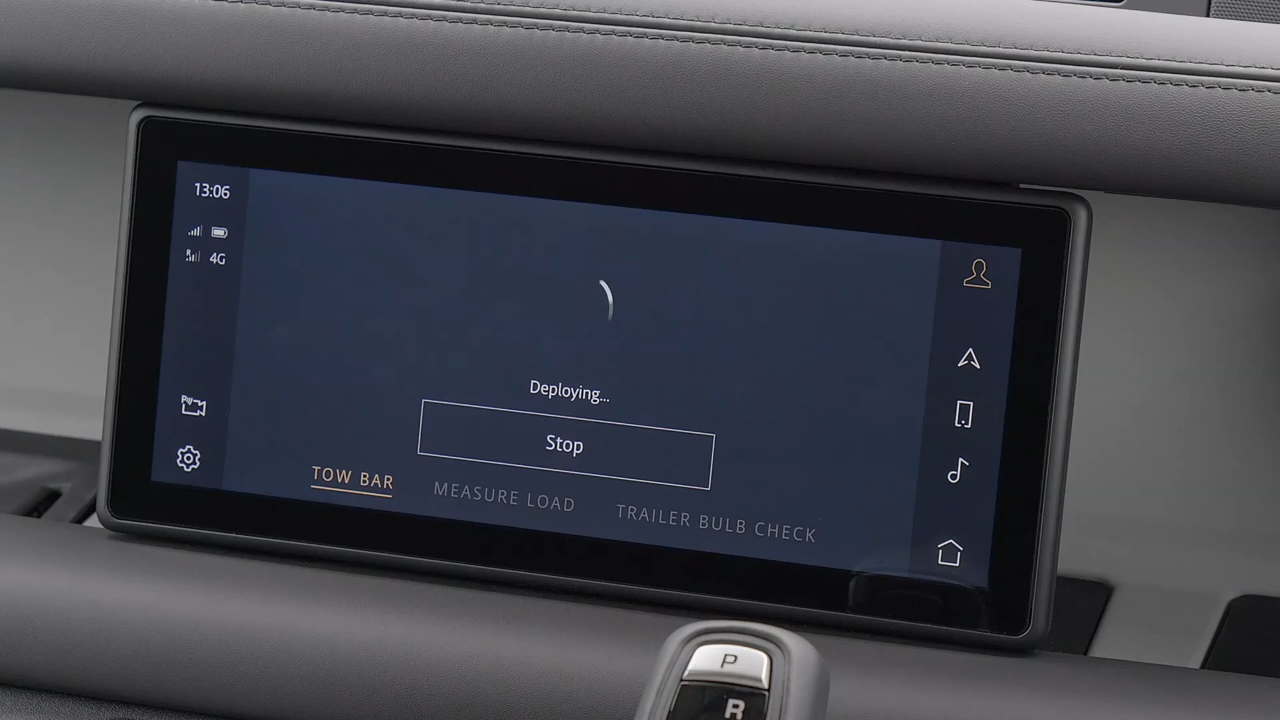 13:06
4G
Deploying...
Stop
TOW BAR
MEASURE LOAD
TRAILER BULB CHECK
P
R